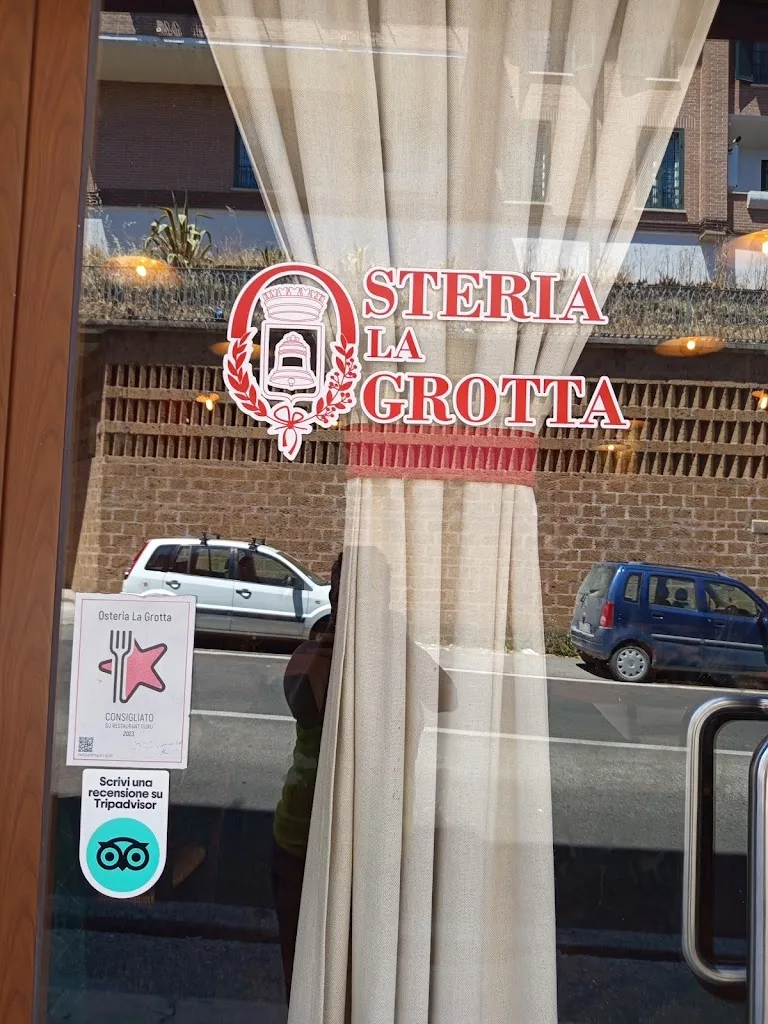 OSTERIA
LA
GROTTA
Osteria La Grotta
CONSIGLIATO
SU RESTAURANT GURU
2023
Scrivi una
recensione su
Tripadvisor